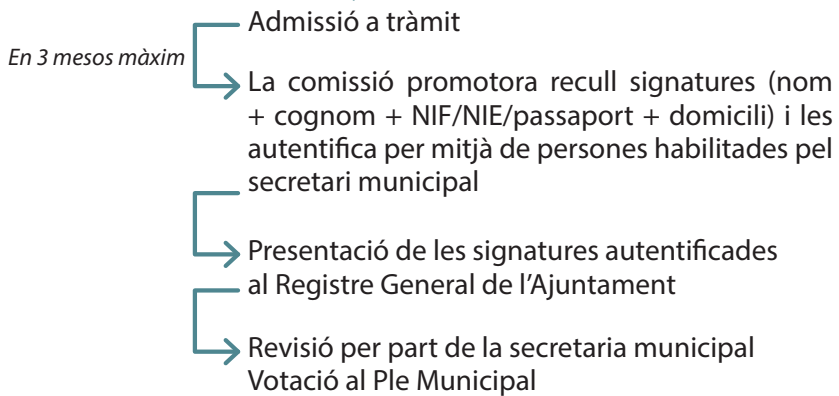 Admissió a tràmit
En 3 mesos màxim
La comissió promotora recull signatures (nom
+ cognom + NIF/NIE/passaport + domicili) i les
autentifica per mitjà de persones habilitades pel
secretari municipal
Presentació de les signatures autentificades
al Registre General de l'Ajuntament
Revisió per part de la secretaria municipal
Votació al Ple Municipal